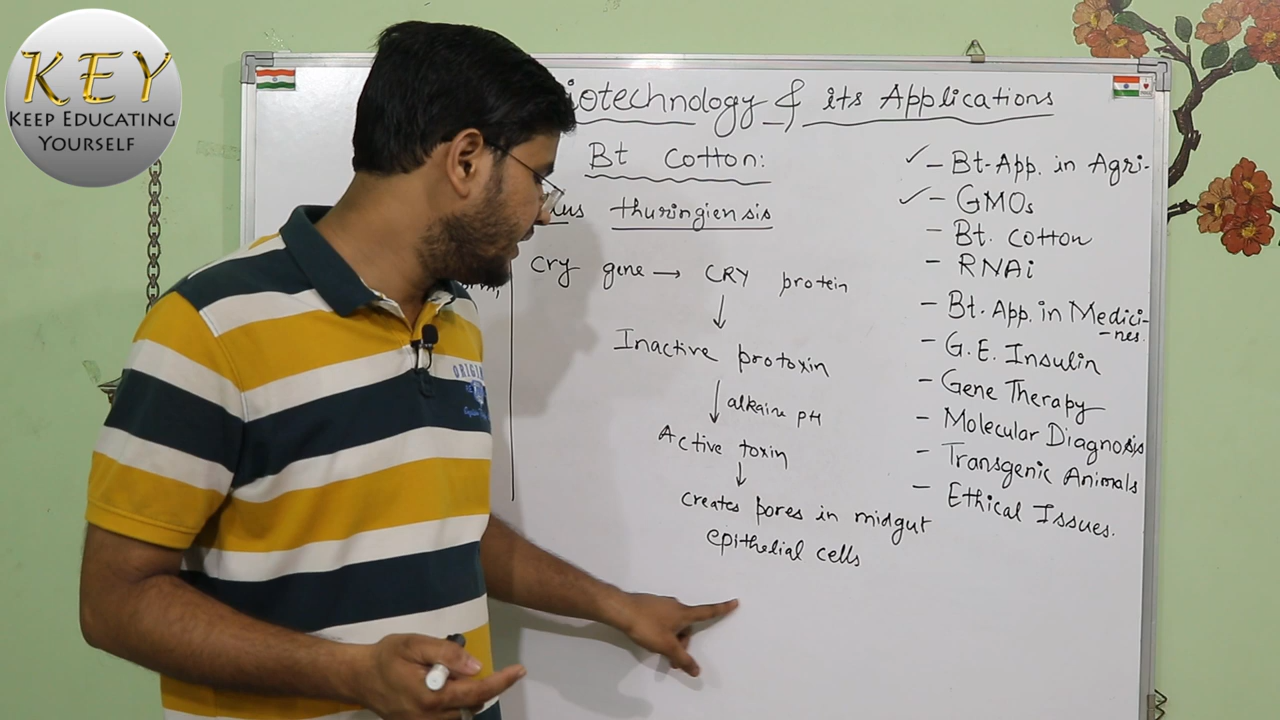 KEY
KEEP EDUCATING
YOURSELF
iotechnology & its Applications
Bt Cotton:
thuringiensis
cry gene → CRY protein
↓
Inactive protoxin
↓ alkaine pH
Active toxin
↓
creates pores in midgut
epithelial cells
✓ - Bt-App. in Agri-
✓ - GMOs
- Bt. Cotton
- RNAi
- Bt. App. in Medici-
- nes.
- G.E. Insulin
- Gene Therapy
- Molecular Diagnosis
- Transgenic Animals
- Ethical Issues.
ORIGIN